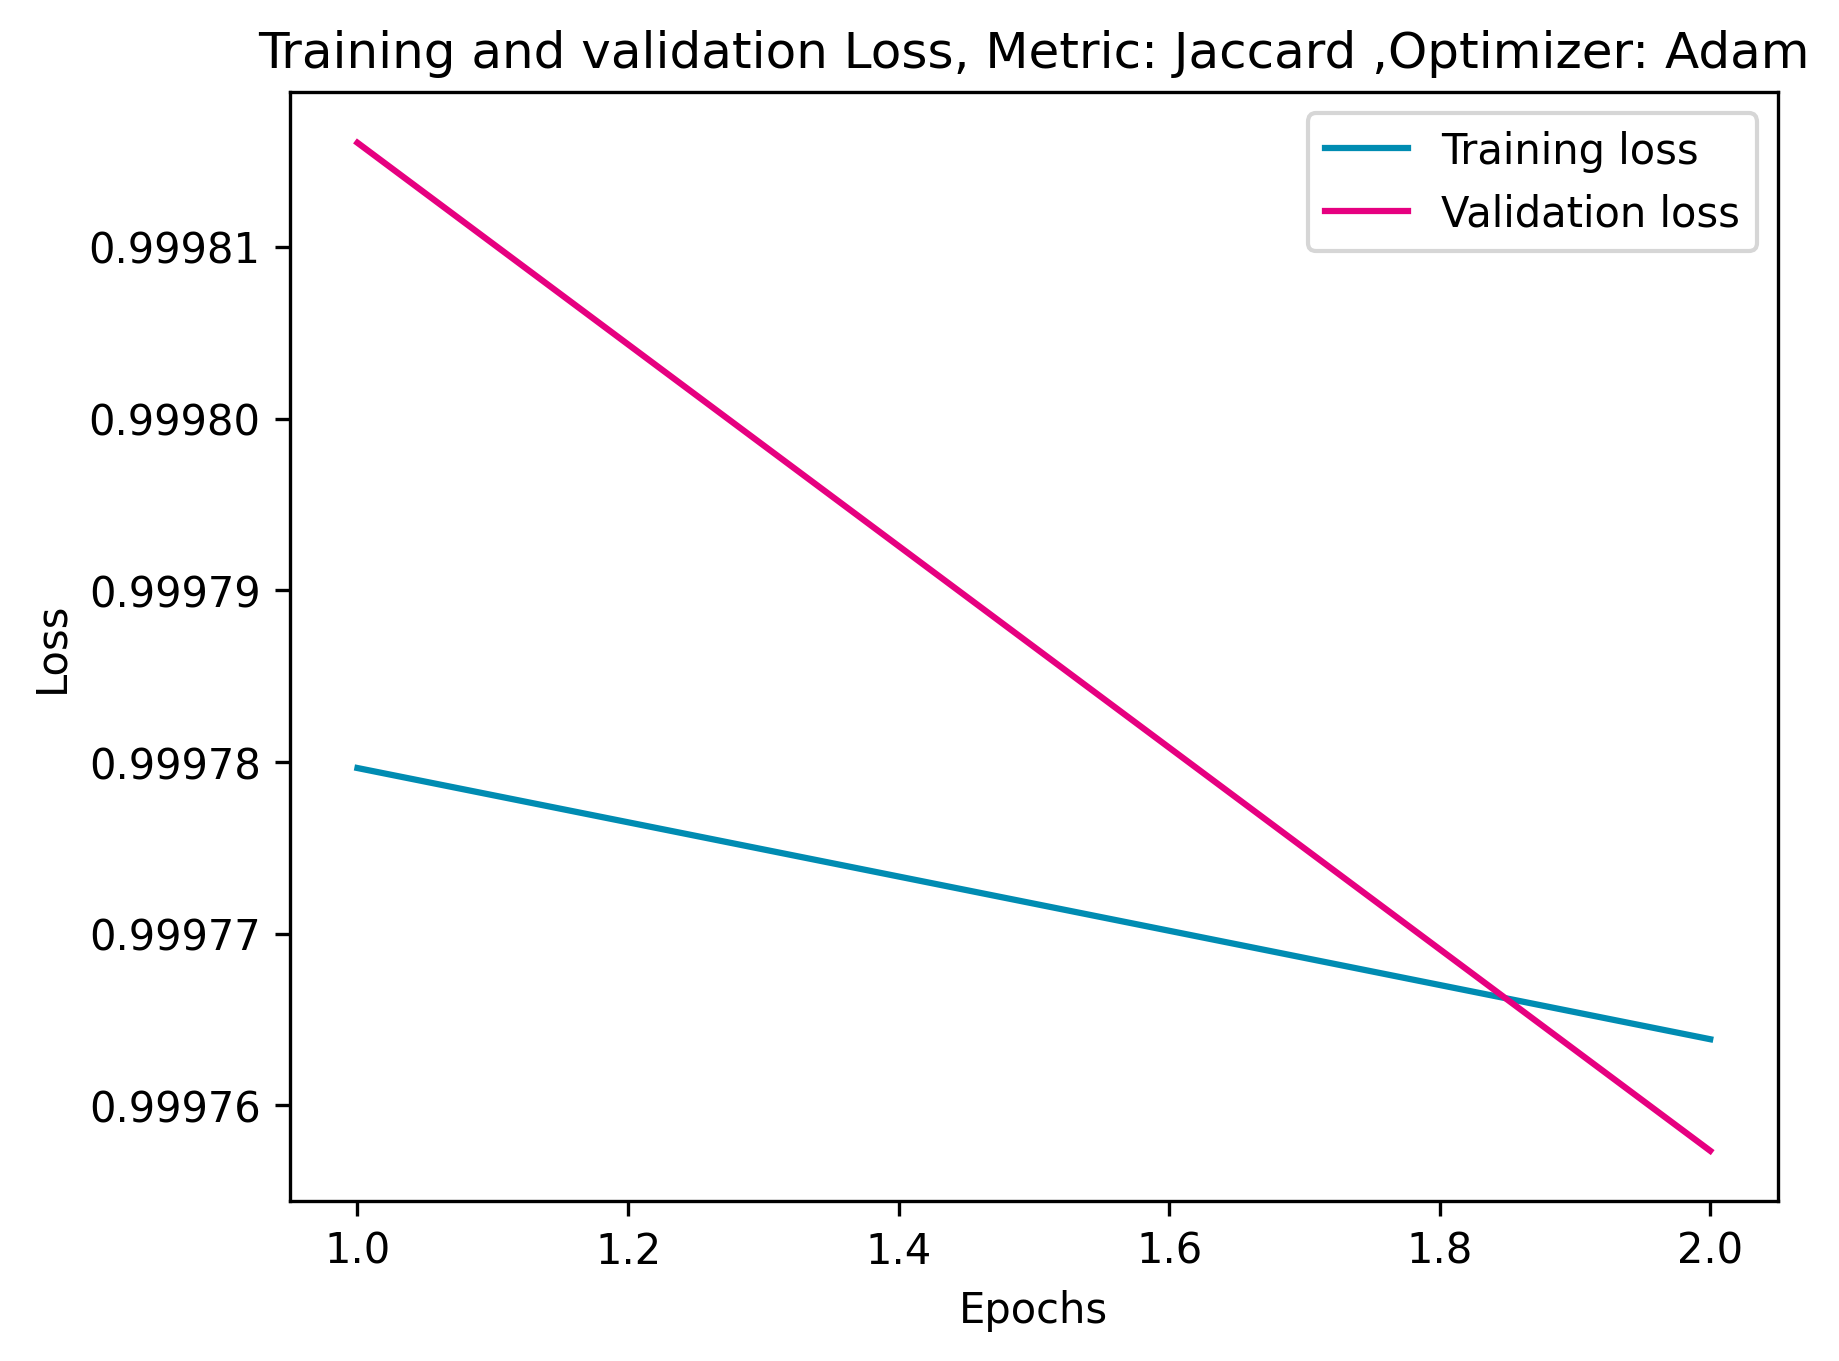 Training and validation Loss, Metric: Jaccard ,Optimizer: Adam
Training loss
Validation loss
0.99981
0.99980
0.99979
0.99978
0.99977
0.99976
Loss
1.0 1.2 1.4 1.6 1.8 2.0
Epochs